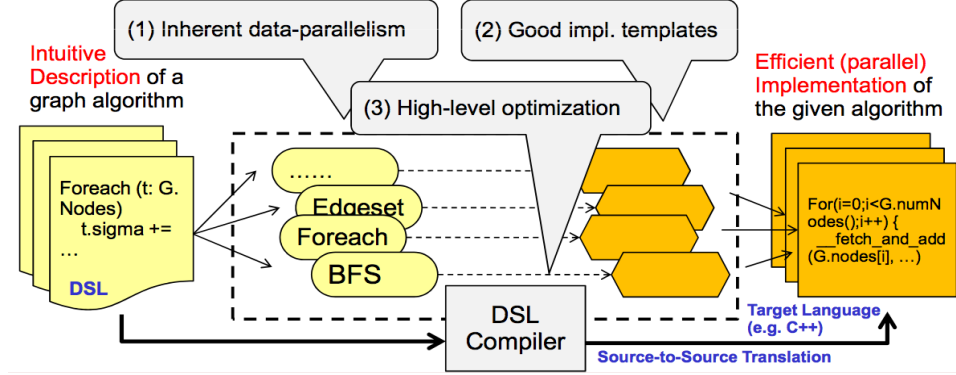 (1) Inherent data-parallelism
(2) Good impl. templates
Intuitive
Description of a
graph algorithm
(3) High-level optimization
Efficient (parallel)
Implementation of
the given algorithm
Foreach (t: G.
Nodes)
t.sigma +=
…
DSL
……
Edgeset
Foreach
BFS
For(i=0;i<G.numN
odes();i++) {
__fetch_and_add
(G.nodes[i], …)
DSL
Compiler
Target Language
(e.g. C++)
Source-to-Source Translation